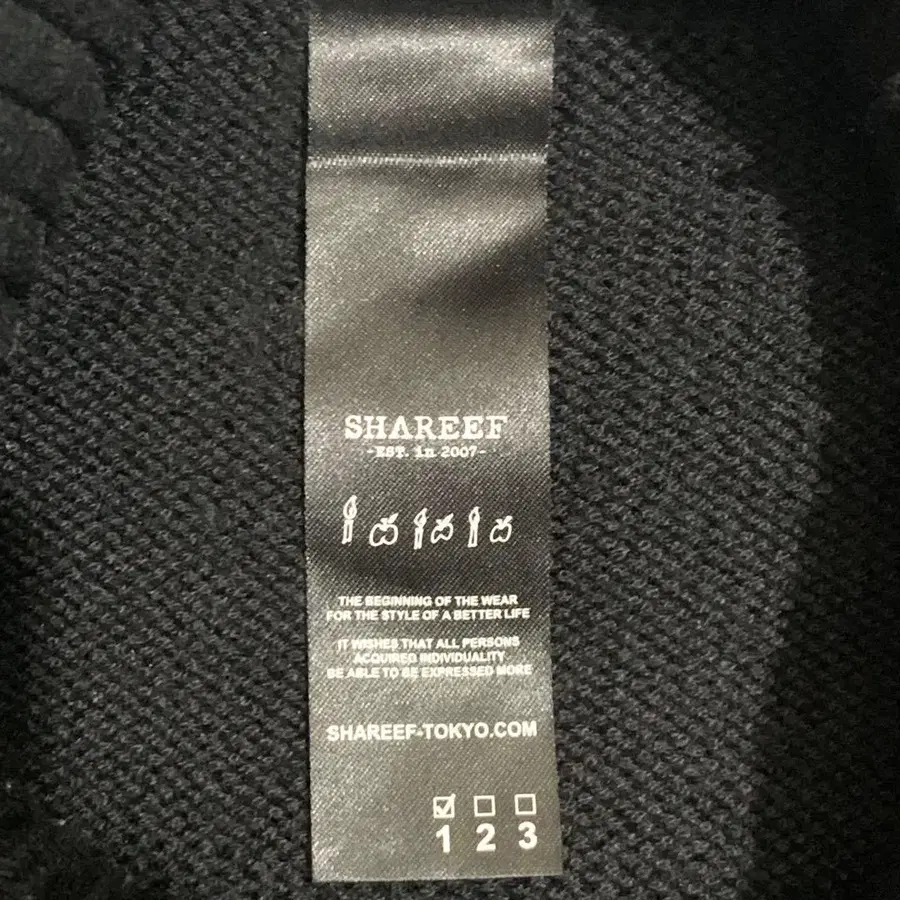 SHAREEF
-EST. in 2007-
THE BEGINNING OF THE WEAR
FOR THE STYLE OF A BETTER LIFE
IT WISHES THAT ALL PERSONS
ACQUIRED INDIVIDUALITY
BE ABLE TO BE EXPRESSED MORE
SHAREEF-TOKYO.COM
1 2 3